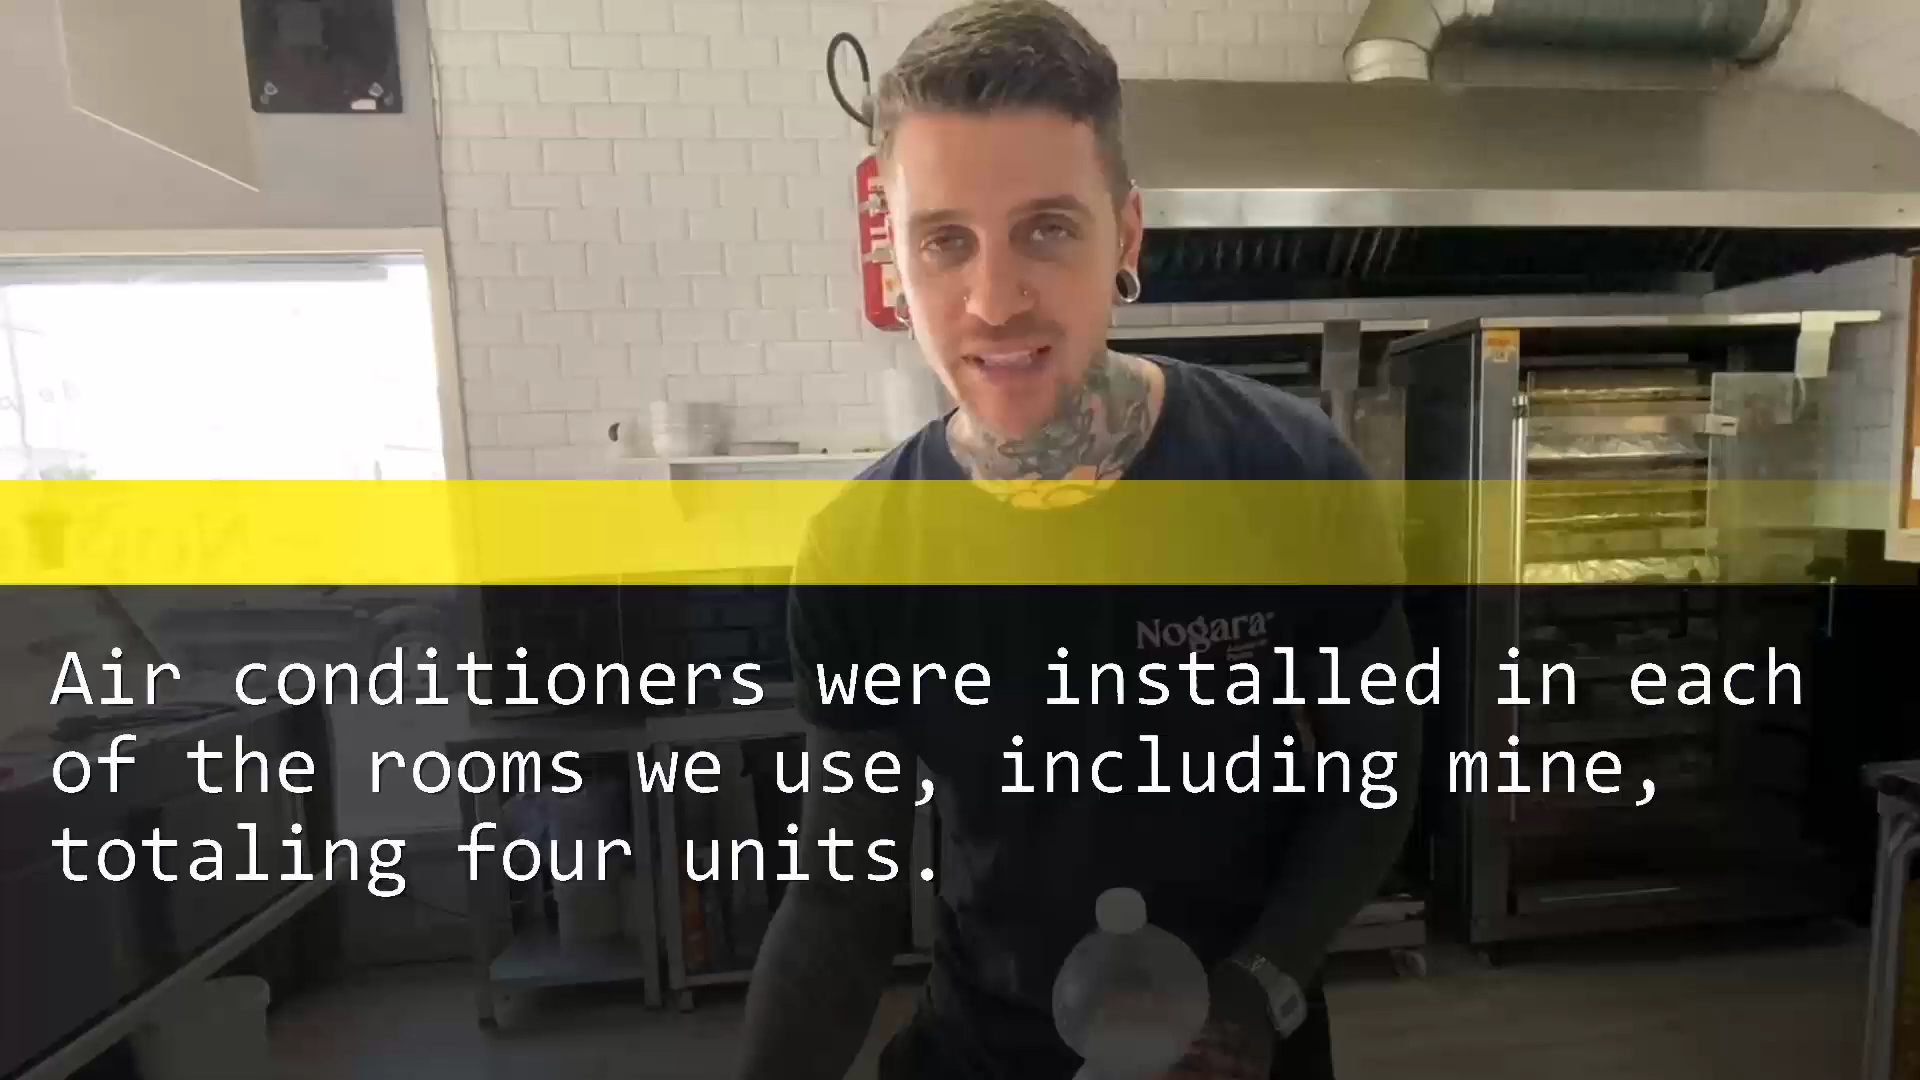 Nogara
Air conditioners were installed in each
of the rooms we use, including mine,
totaling four units.